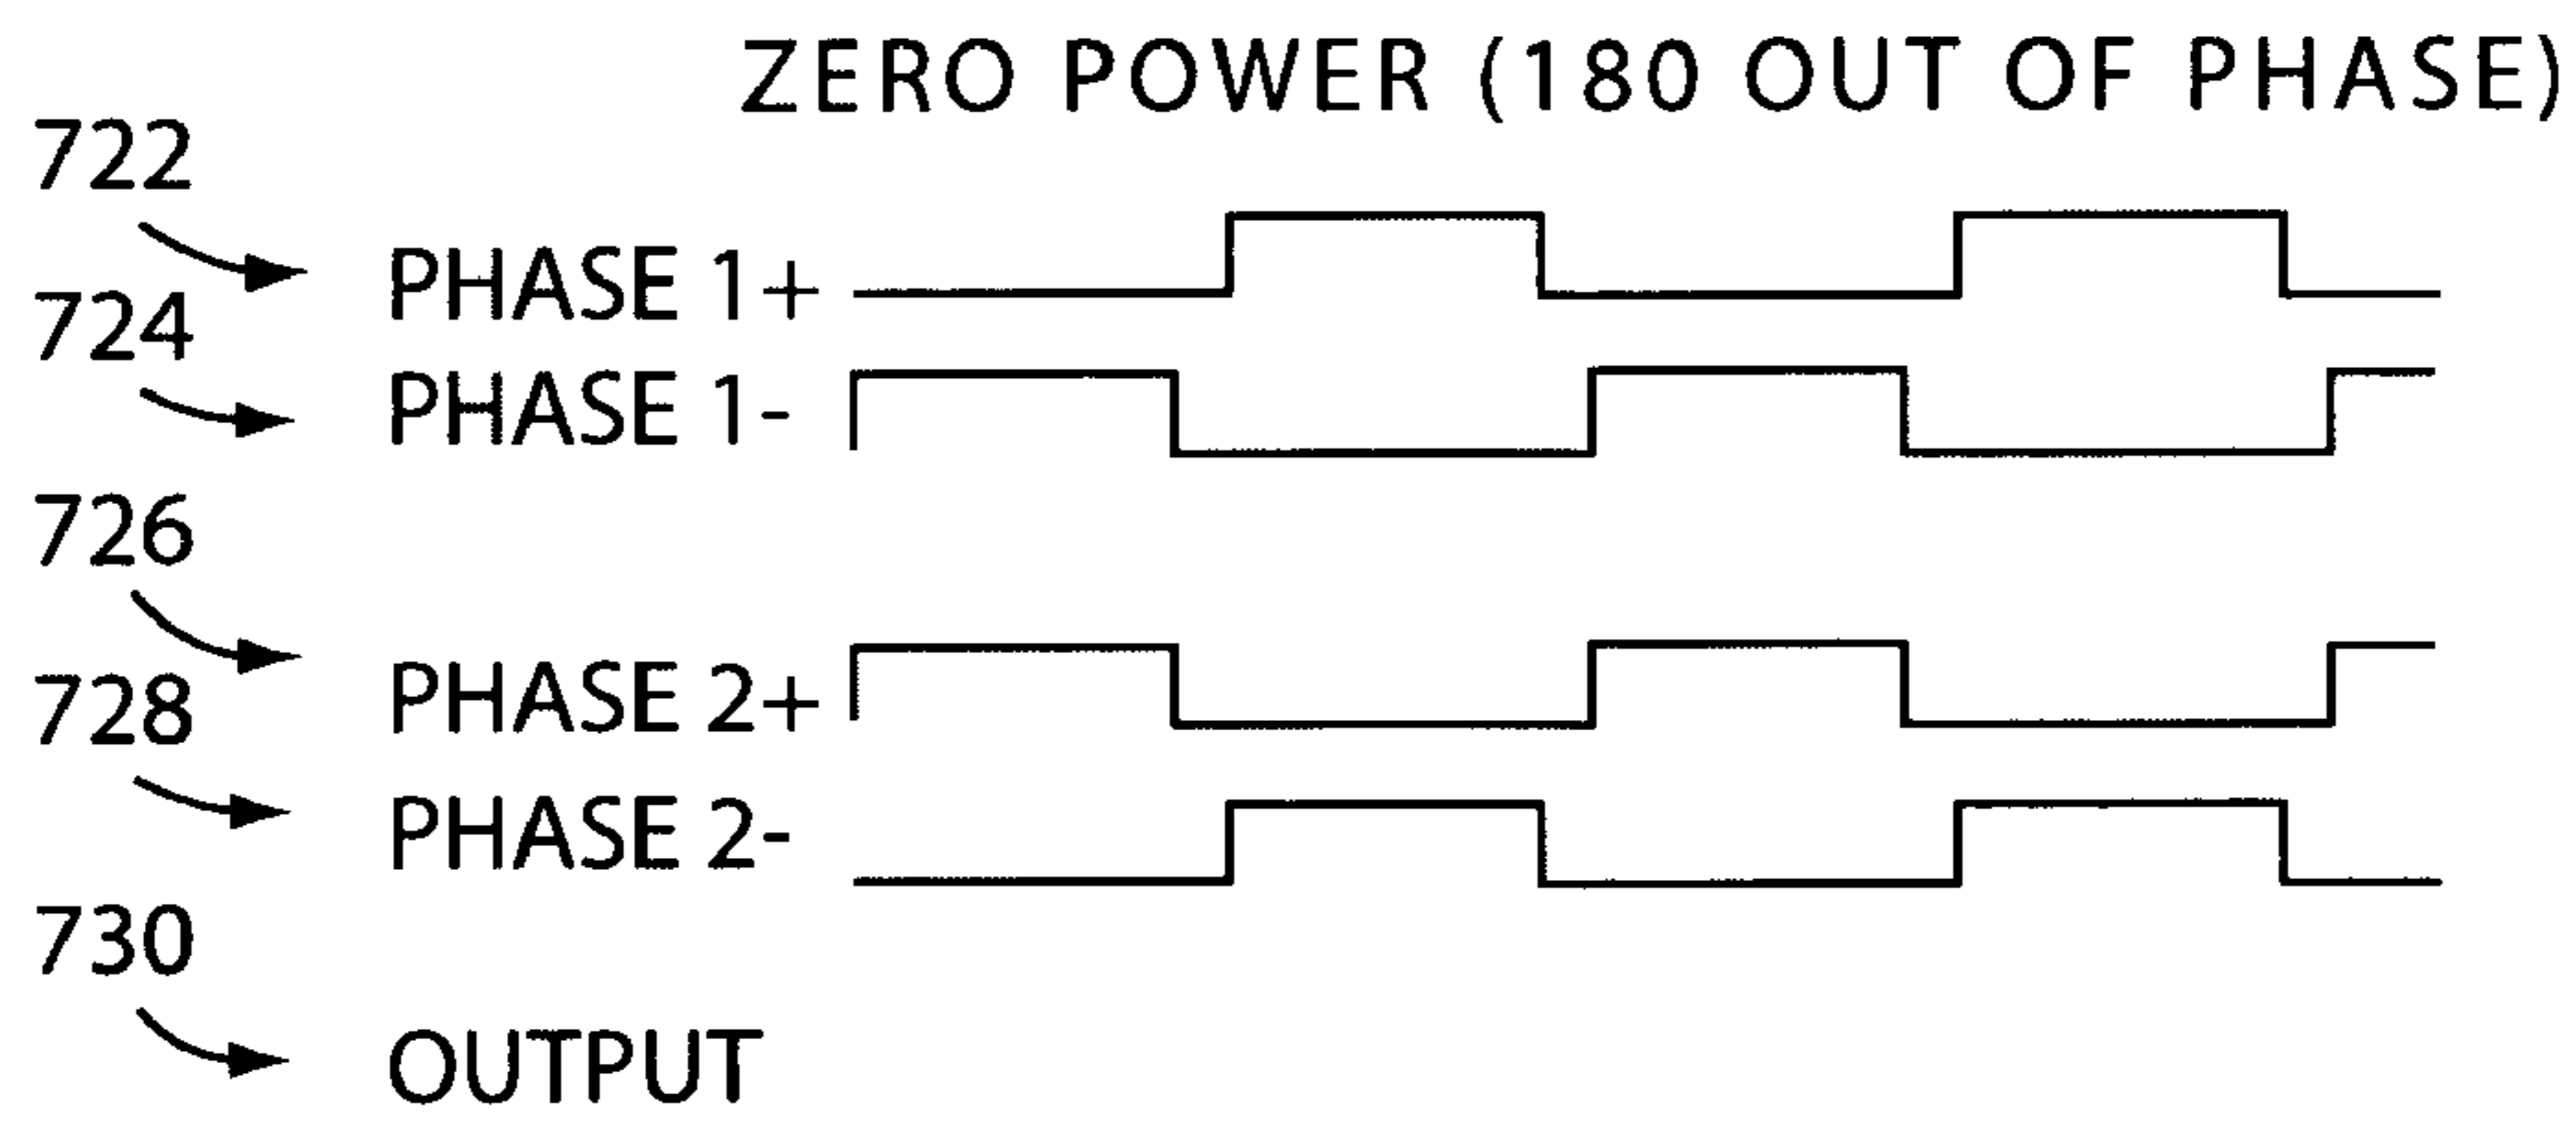 ZERO POWER (180 OUT OF PHASE)
722
PHASE 1+
724
PHASE 1-
726
PHASE 2+
728
PHASE 2-
730
OUTPUT